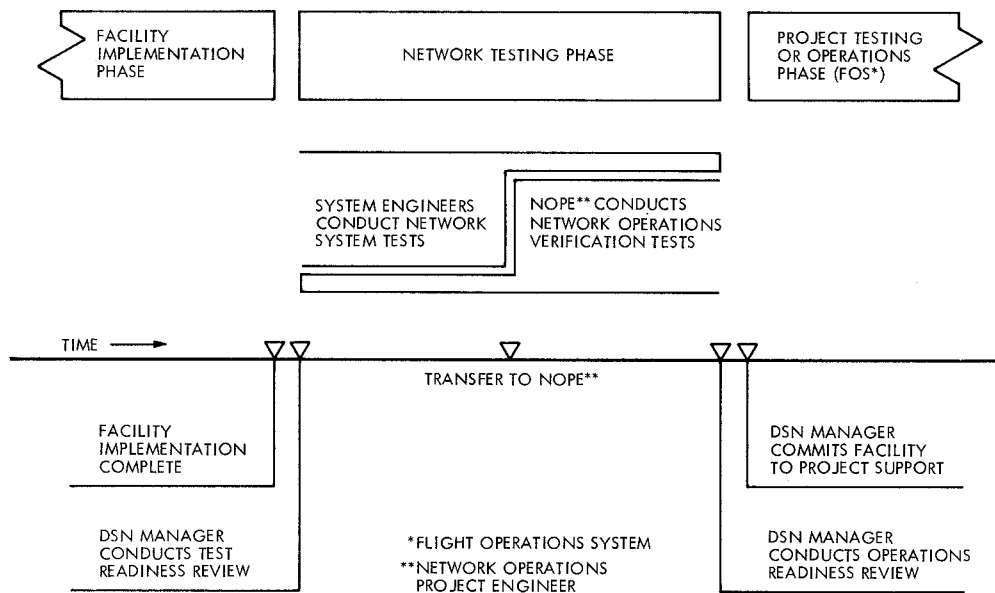 FACILITY
IMPLEMENTATION
PHASE
NETWORK TESTING PHASE
PROJECT TESTING
OR OPERATIONS
PHASE (FOS*)
SYSTEM ENGINEERS
CONDUCT NETWORK
SYSTEM TESTS
NOPE** CONDUCTS
NETWORK OPERATIONS
VERIFICATION TESTS
TIME
TRANSFER TO NOPE**
FACILITY
IMPLEMENTATION
COMPLETE
DSN MANAGER
COMMITS FACILITY
TO PROJECT SUPPORT
DSN MANAGER
CONDUCTS TEST
READINESS REVIEW
*FLIGHT OPERATIONS SYSTEM
**NETWORK OPERATIONS
PROJECT ENGINEER
DSN MANAGER
CONDUCTS OPERATIONS
READINESS REVIEW